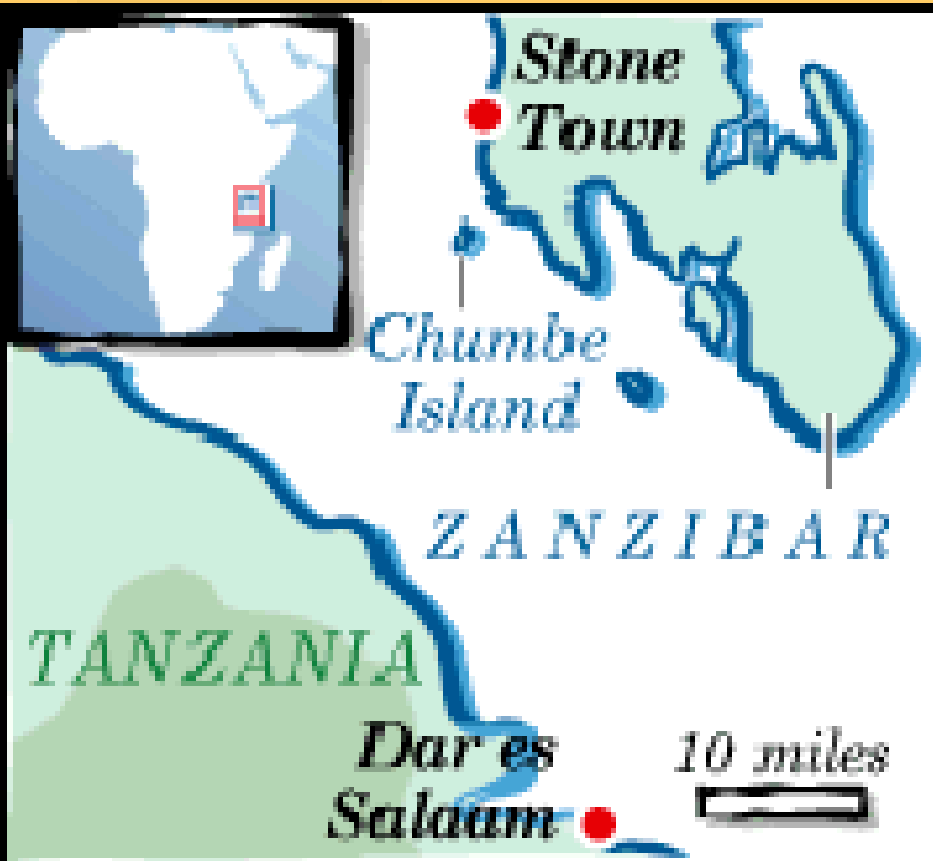 Stone
Town
Chumbe
Island
ZANZIBAR
TANZANIA
Dar es
Salaam
10 miles